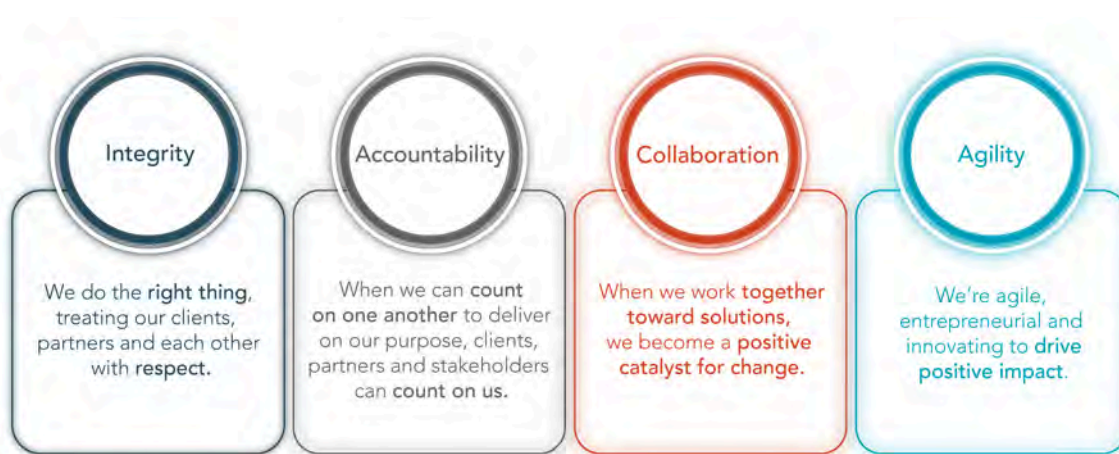 Integrity
We do the right thing,
treating our clients,
partners and each other
with respect.
Accountability
When we can count
on one another to deliver
on our purpose, clients,
partners and stakeholders
can count on us.
Collaboration
When we work together
toward solutions,
we become a positive
catalyst for change.
Agility
We're agile,
entrepreneurial and
innovating to drive
positive impact.